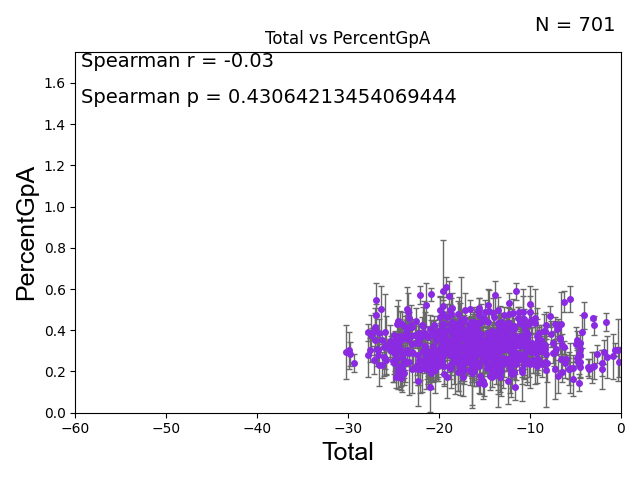 N = 701
Total vs PercentGpA
Spearman r = -0.03
Spearman p = 0.43064213454069444
PercentGpA
1.6
1.4
1.2
1.0
0.8
0.6
0.4
0.2
0.0
−60 −50 −40 −30 −20 −10 0
Total